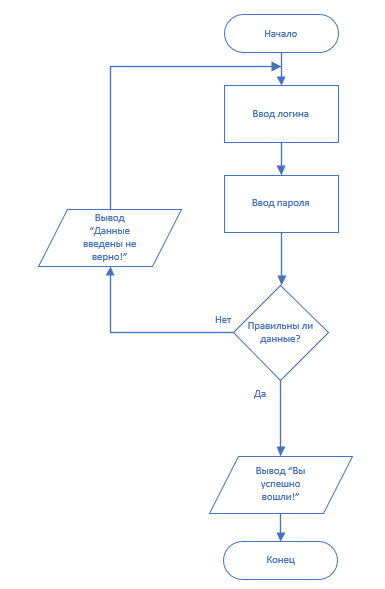 Начало
Ввод логина
Ввод пароля
Вывод
“Данные
введены не
верно!”
Нет
Правильны ли
данные?
Да
Вывод “Вы
успешно
вошли!”
Конец